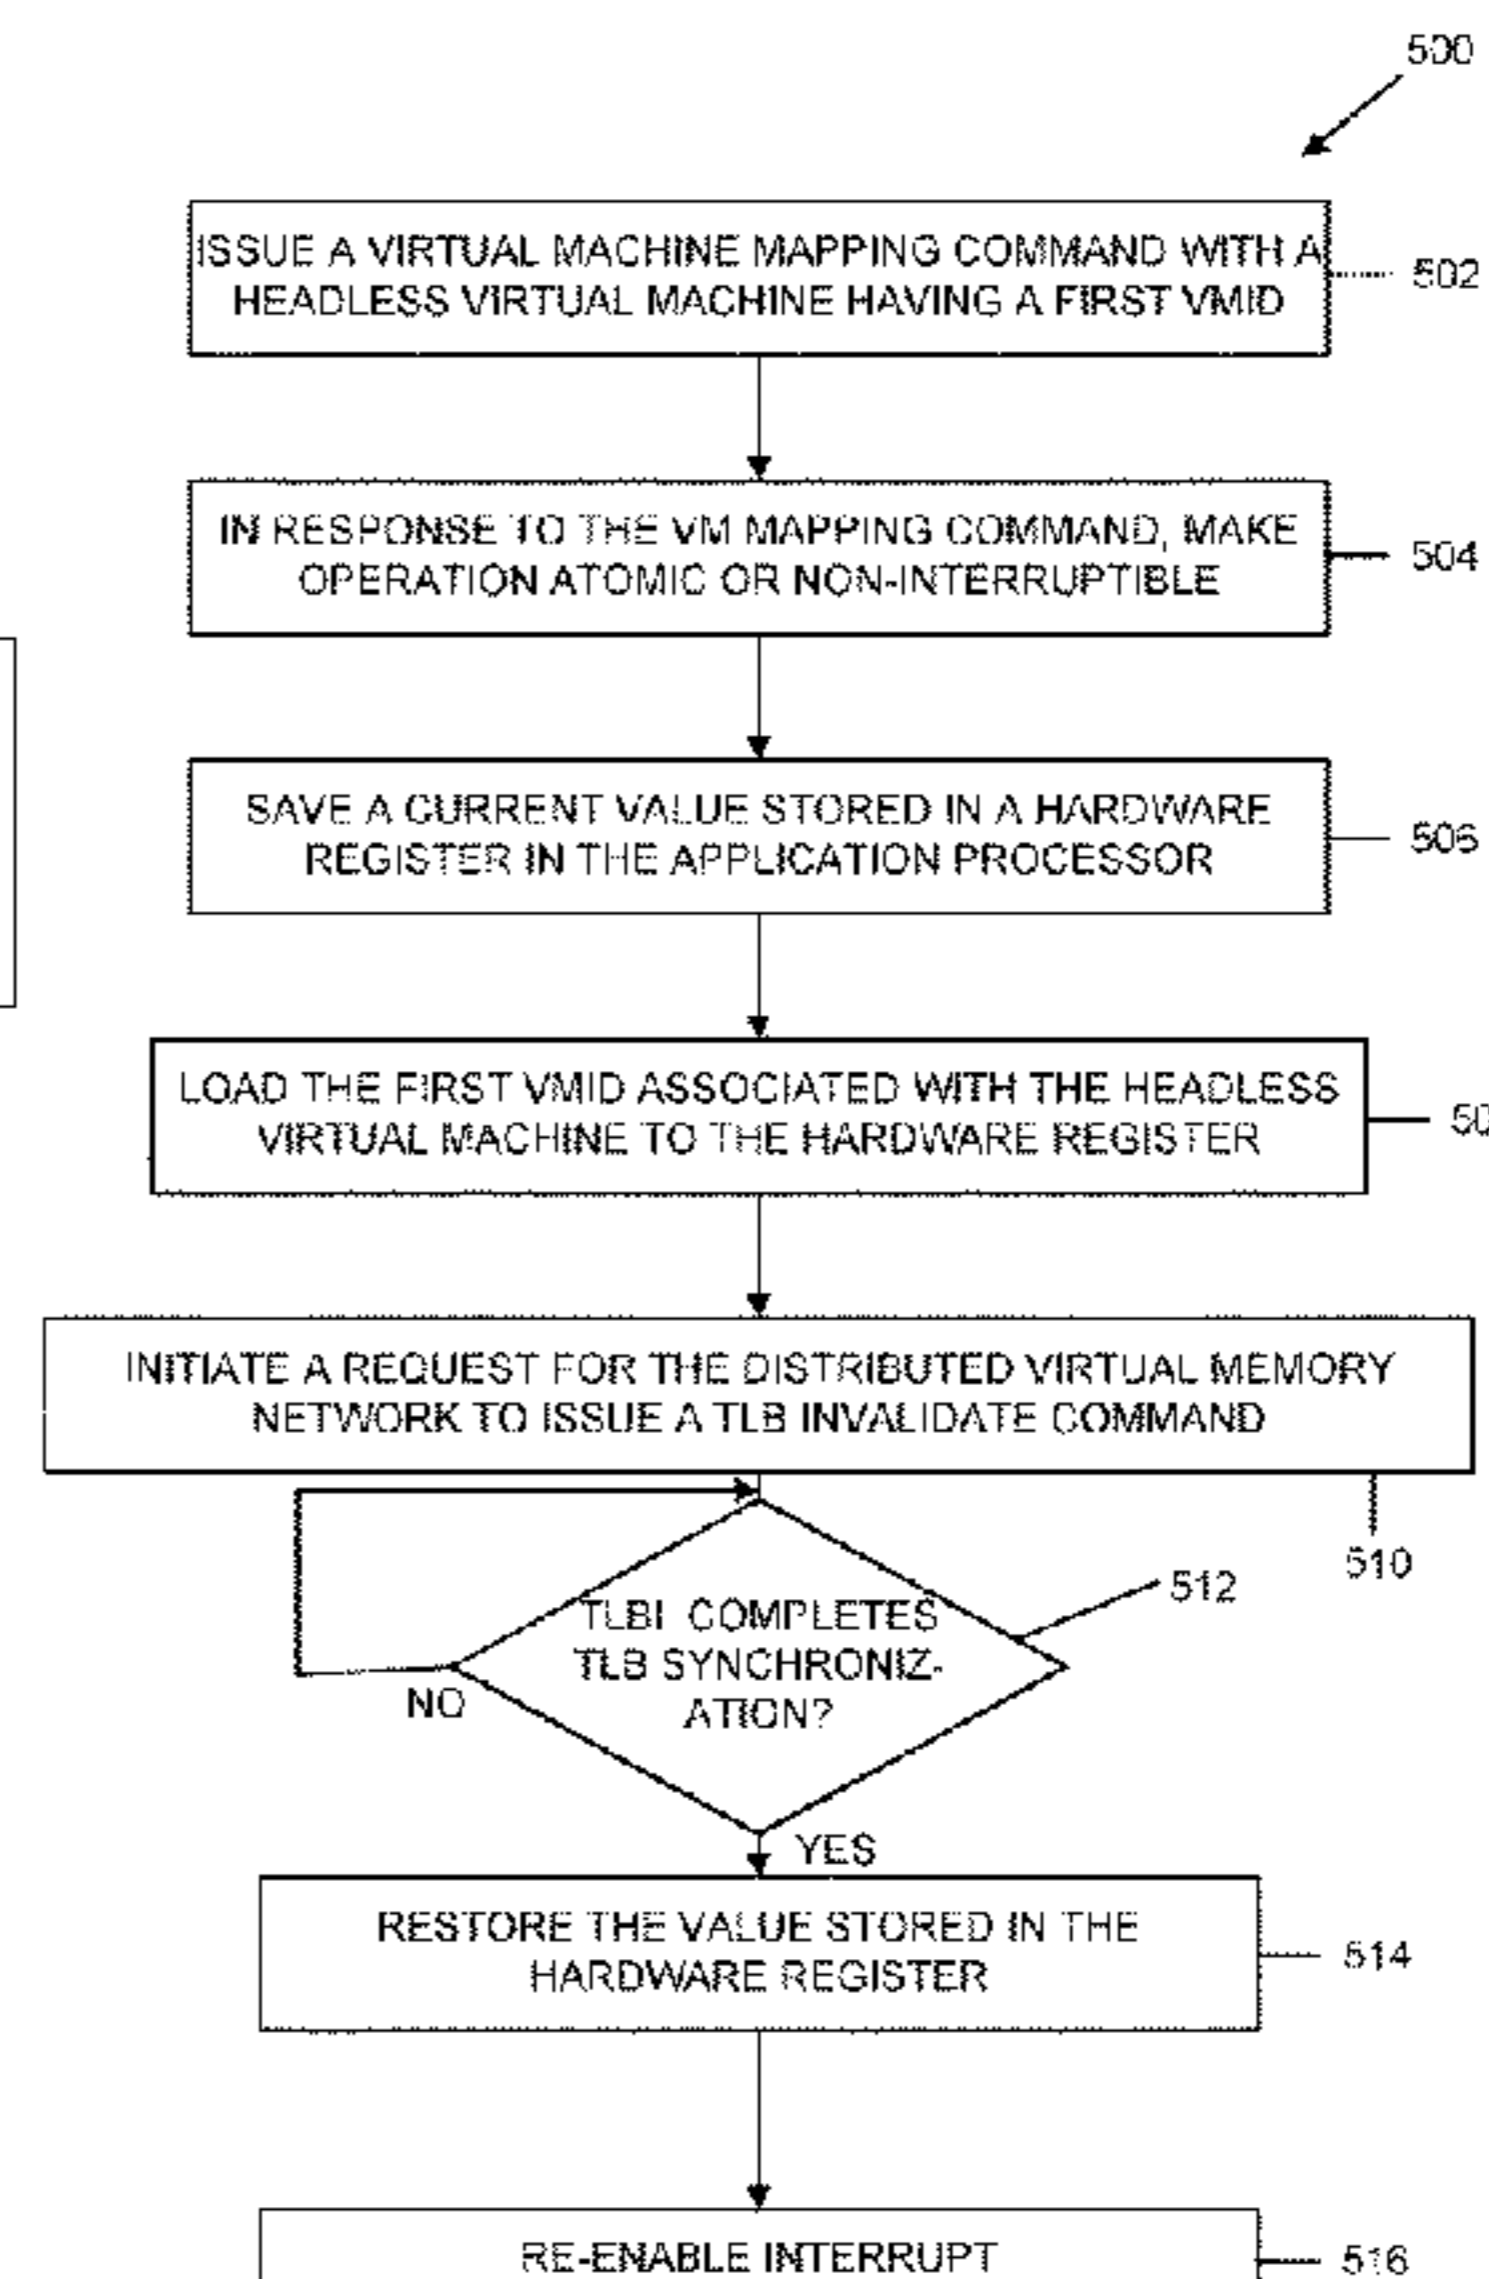 500
ISSUE A VIRTUAL MACHINE MAPPING COMMAND WITH A
HEADLESS VIRTUAL MACHINE HAVING A FIRST VMID
502
IN RESPONSE TO THE VM MAPPING COMMAND, MAKE
OPERATION ATOMIC OR NON-INTERRUPTIBLE
504
SAVE A CURRENT VALUE STORED IN A HARDWARE
REGISTER IN THE APPLICATION PROCESSOR
506
LOAD THE FIRST VMID ASSOCIATED WITH THE HEADLESS
VIRTUAL MACHINE TO THE HARDWARE REGISTER
INITIATE A REQUEST FOR THE DISTRIBUTED VIRTUAL MEMORY
NETWORK TO ISSUE A TLB INVALIDATE COMMAND
510
TLBI COMPLETES
TLB SYNCHRONIZ-
ATION?
512
NO
YES
RESTORE THE VALUE STORED IN THE
HARDWARE REGISTER
514
RE-ENABLE INTERRUPT
516